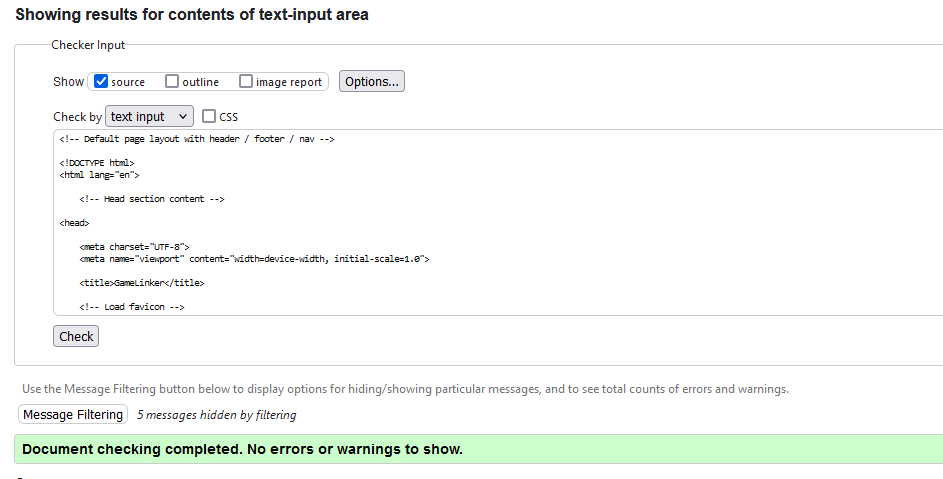 Showing results for contents of text-input area
Checker Input
Show source outline image report Options...
Check by text input CSS
<!-- Default page layout with header / footer / nav -->
<!DOCTYPE html>
<html lang="en">
<!-- Head section content -->
<head>
<meta charset="UTF-8">
<meta name="viewport" content="width=device-width, initial-scale=1.0">
<title>GameLinker</title>
<!-- Load favicon -->
Check
Use the Message Filtering button below to display options for hiding/showing particular messages, and to see total counts of errors and warnings.
Message Filtering 5 messages hidden by filtering
Document checking completed. No errors or warnings to show.